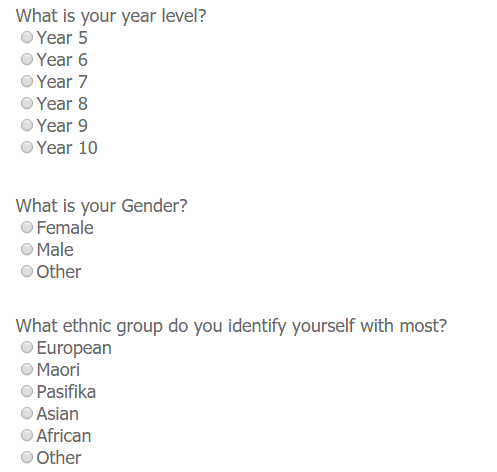 What is your year level?
Year 5
Year 6
Year 7
Year 8
Year 9
Year 10
What is your Gender?
Female
Male
Other
What ethnic group do you identify yourself with most?
European
Maori
Pasifika
Asian
African
Other